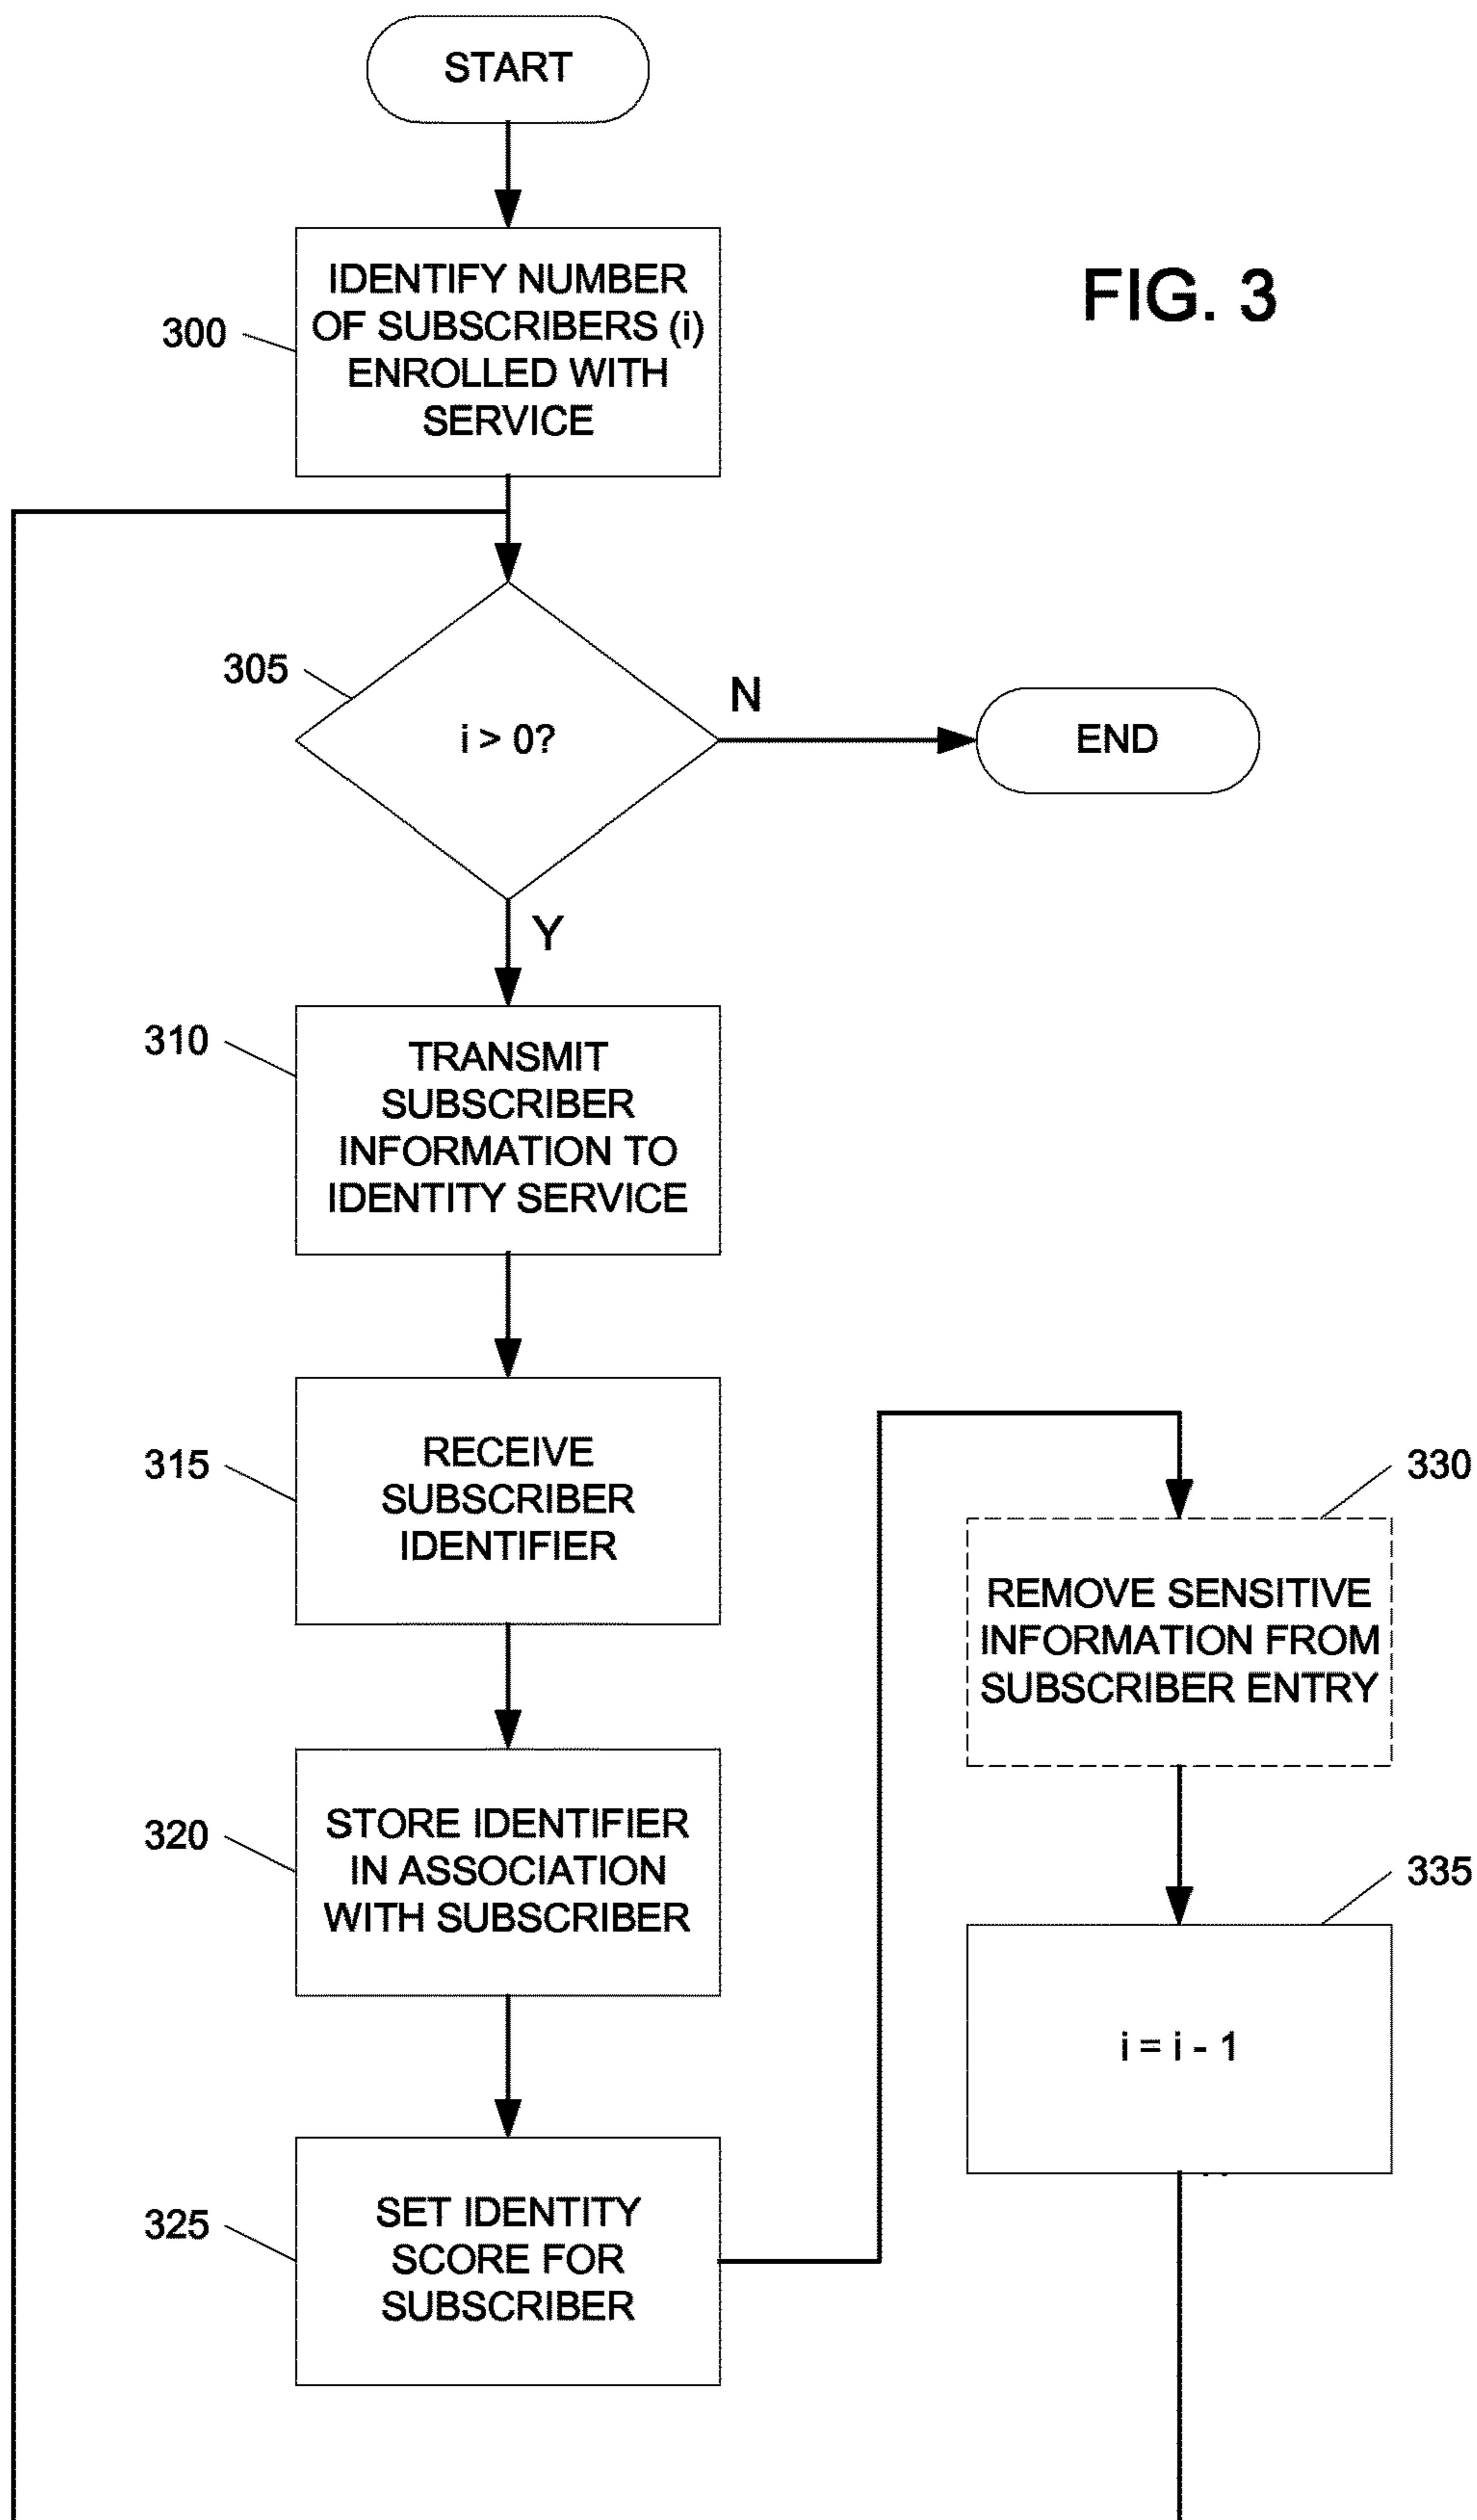 START
FIG. 3
300
IDENTIFY NUMBER
OF SUBSCRIBERS (i)
ENROLLED WITH
SERVICE
305
i > 0?
N
END
Y
310
TRANSMIT
SUBSCRIBER
INFORMATION TO
IDENTITY SERVICE
315
RECEIVE
SUBSCRIBER
IDENTIFIER
320
STORE IDENTIFIER
IN ASSOCIATION
WITH SUBSCRIBER
325
SET IDENTITY
SCORE FOR
SUBSCRIBER
330
REMOVE SENSITIVE
INFORMATION FROM
SUBSCRIBER ENTRY
335
i = i - 1